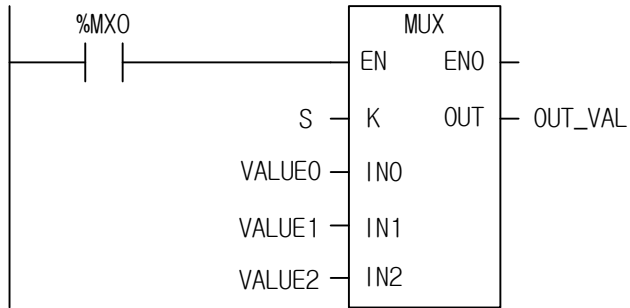 %MX0
MUX
EN ENO
S K OUT OUT_VAL
VALUE0 IN0
VALUE1 IN1
VALUE2 IN2